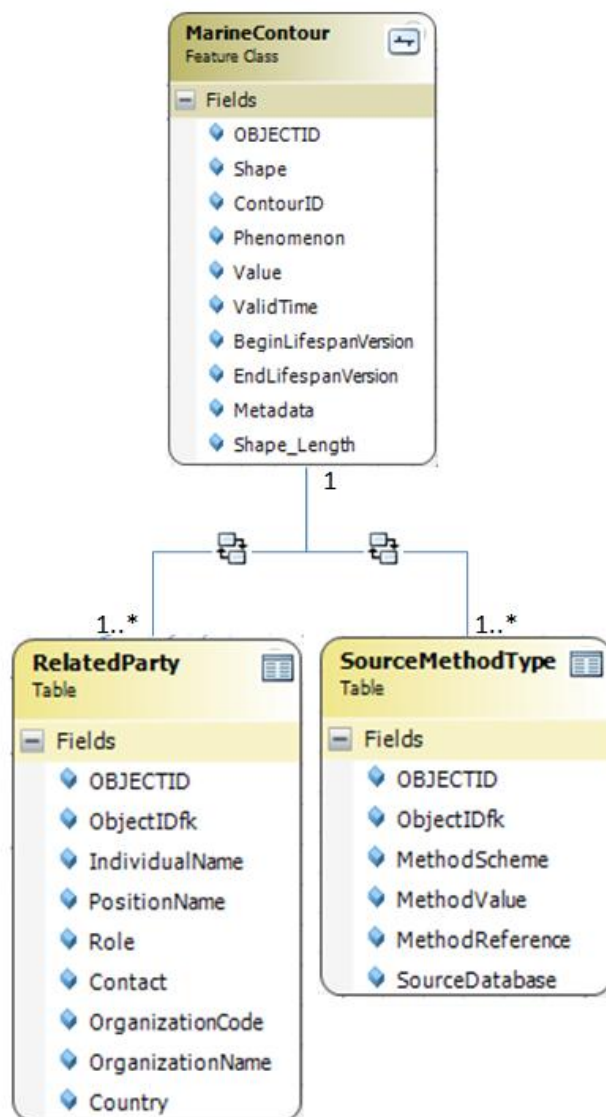 MarineContour
Feature Class
Fields
OBJECTID
Shape
ContourID
Phenomenon
Value
ValidTime
BeginLifespanVersion
EndLifespanVersion
Metadata
Shape_Length
1
1..*
1..*
RelatedParty
Table
Fields
OBJECTID
ObjectIDfk
IndividualName
PositionName
Role
Contact
OrganizationCode
OrganizationName
Country
SourceMethodType
Table
Fields
OBJECTID
ObjectIDfk
MethodScheme
MethodValue
MethodReference
SourceDatabase